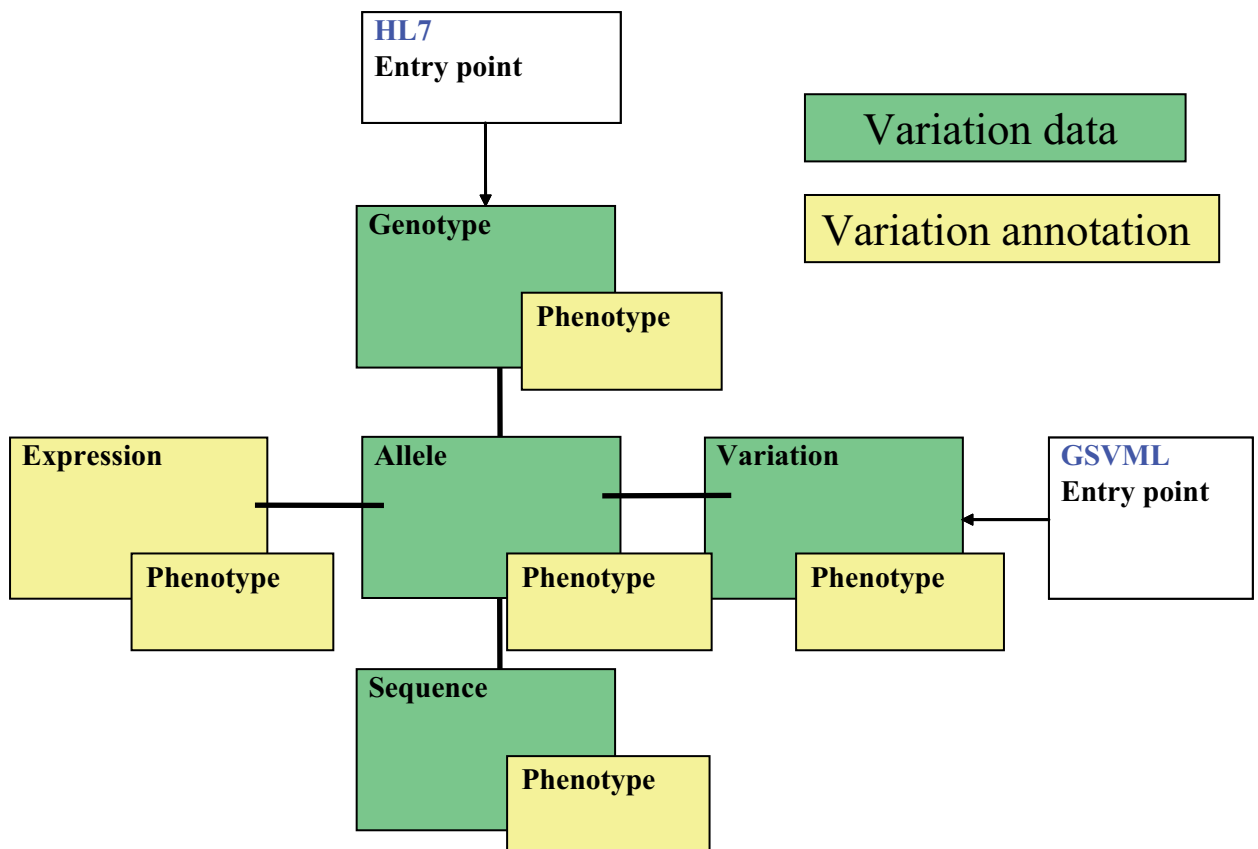 HL7
Entry point
Variation data
Variation annotation
Genotype
Phenotype
Expression
Phenotype
Allele
Phenotype
Variation
Phenotype
GSVML
Entry point
Sequence
Phenotype